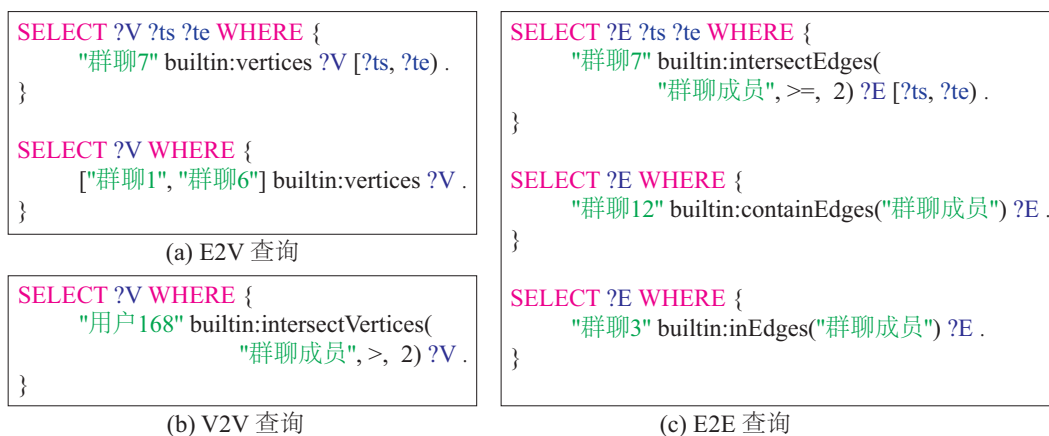 SELECT ?V ?ts ?te WHERE {
"群聊7" builtin:vertices ?V [?ts, ?te) .
}
SELECT ?V WHERE {
["群聊1", "群聊6"] builtin:vertices ?V .
}
(a) E2V 查询
SELECT ?V WHERE {
"用户168" builtin:intersectVertices(
"群聊成员", >, 2) ?V .
}
(b) V2V 查询
SELECT ?E ?ts ?te WHERE {
"群聊7" builtin:intersectEdges(
"群聊成员", >=, 2) ?E [?ts, ?te) .
}
SELECT ?E WHERE {
"群聊12" builtin:containEdges("群聊成员") ?E .
}
SELECT ?E WHERE {
"群聊3" builtin:inEdges("群聊成员") ?E .
}
(c) E2E 查询